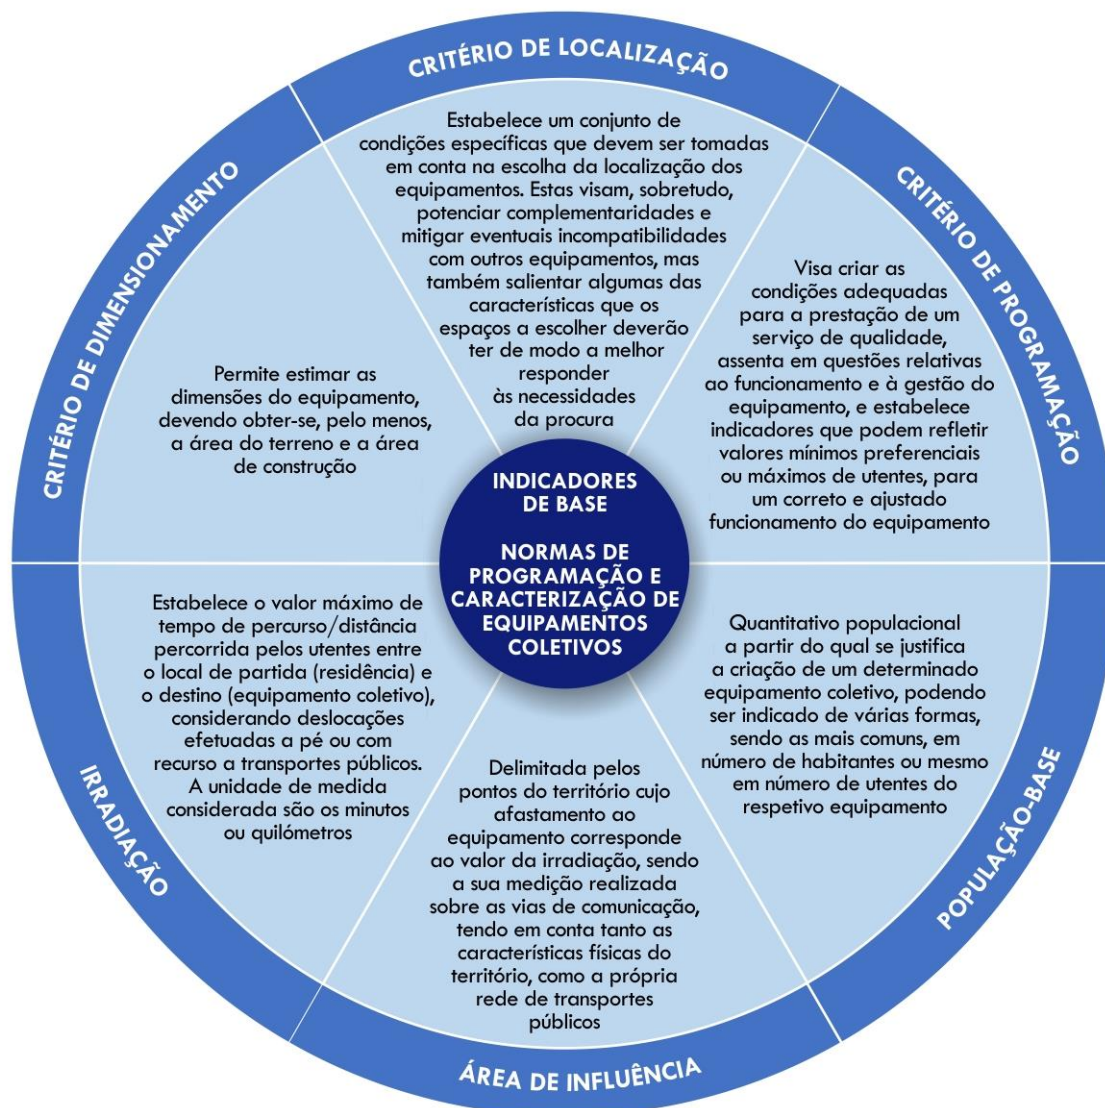 CRITÉRIO DE LOCALIZAÇÃO
Estabelece um conjunto de
condições específicas que devem ser tomadas
em conta na escolha da localização dos
equipamentos. Estas visam, sobretudo,
potenciar complementaridades e
mitigar eventuais incompatibilidades
com outros equipamentos, mas
também salientar algumas das
características que os
espaços a escolher deverão
ter de modo a melhor
responder
às necessidades
da procura
CRITÉRIO DE PROGRAMAÇÃO
Visa criar as
condições adequadas
para a prestação de um
serviço de qualidade,
assenta em questões relativas
ao funcionamento e à gestão do
equipamento, e estabelece
indicadores que podem refletir
valores mínimos preferenciais
ou máximos de utentes, para
um correto e ajustado
funcionamento do equipamento
POPULAÇÃO-BASE
Quantitativo populacional
a partir do qual se justifica
a criação de um determinado
equipamento coletivo, podendo
ser indicado de várias formas,
sendo as mais comuns, em
número de habitantes ou mesmo
em número de utentes do
respetivo equipamento
ÁREA DE INFLUÊNCIA
Delimitada pelos
pontos do território cujo
afastamento ao
equipamento corresponde
ao valor da irradiação, sendo
a sua medição realizada
sobre as vias de comunicação,
tendo em conta tanto as
características físicas do
território, como a própria
rede de transportes
públicos
IRRADIAÇÃO
Estabelece o valor máximo de
tempo de percurso/distância
percorrida pelos utentes entre
o local de partida (residência) e
o destino (equipamento coletivo),
considerando deslocações
efetuadas a pé ou com
recurso a transportes públicos.
A unidade de medida
considerada são os minutos
ou quilómetros
CRITÉRIO DE DIMENSIONAMENTO
Permite estimar as
dimensões do equipamento,
devendo obter-se, pelo menos,
a área do terreno e a área
de construção
INDICADORES
DE BASE
NORMAS DE
PROGRAMAÇÃO E
CARACTERIZAÇÃO DE
EQUIPAMENTOS
COLETIVOS